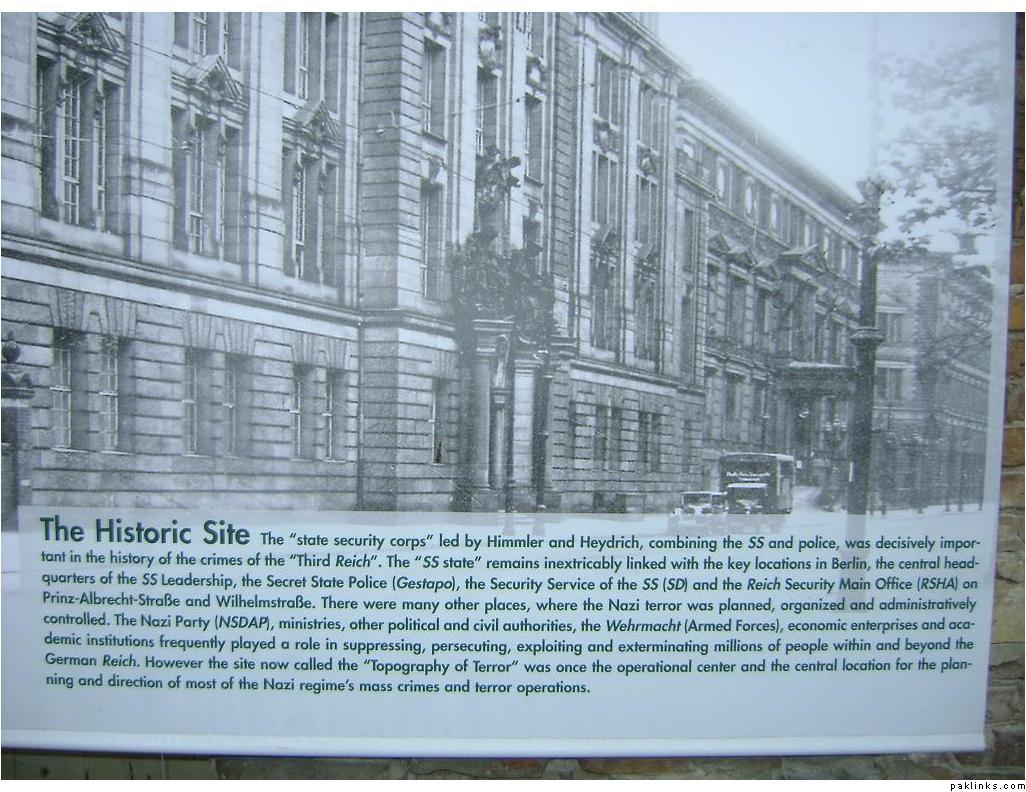 The Historic Site The “state security corps” led by Himmler and Heydrich, combining the SS and police, was decisively impor-
tant in the history of the crimes of the “Third Reich”. The “SS state” remains inextricably linked with the key locations in Berlin, the central head-
quarters of the SS Leadership, the Secret State Police (Gestapo), the Security Service of the SS (SD) and the Reich Security Main Office (RSHA) on
Prinz-Albrecht-Straße and Wilhelmstraße. There were many other places, where the Nazi terror was planned, organized and administratively
controlled. The Nazi Party (NSDAP), ministries, other political and civil authorities, the Wehrmacht (Armed Forces), economic enterprises and aca-
demic institutions frequently played a role in suppressing, persecuting, exploiting and exterminating millions of people within and beyond the
German Reich. However the site now called the “Topography of Terror” was once the operational center and the central location for the plan-
ning and direction of most of the Nazi regime’s mass crimes and terror operations.
paklinks.com